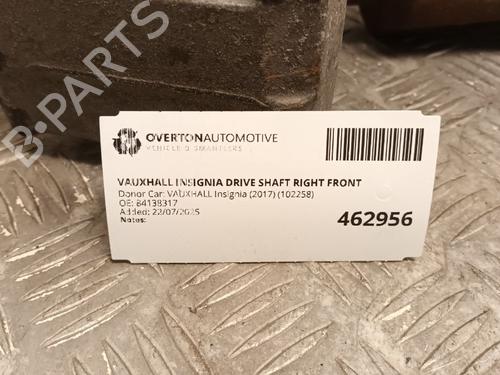 B-PARTS
OVERTONAUTOMOTIVE
VEHICLE DISMANTLERS
VAUXHALL INSIGNIA DRIVE SHAFT RIGHT FRONT
Donor Car: VAUXHALL Insignia (2017) (102258)
OE: 84138317
Added: 22/07/2025
Notes:
462956